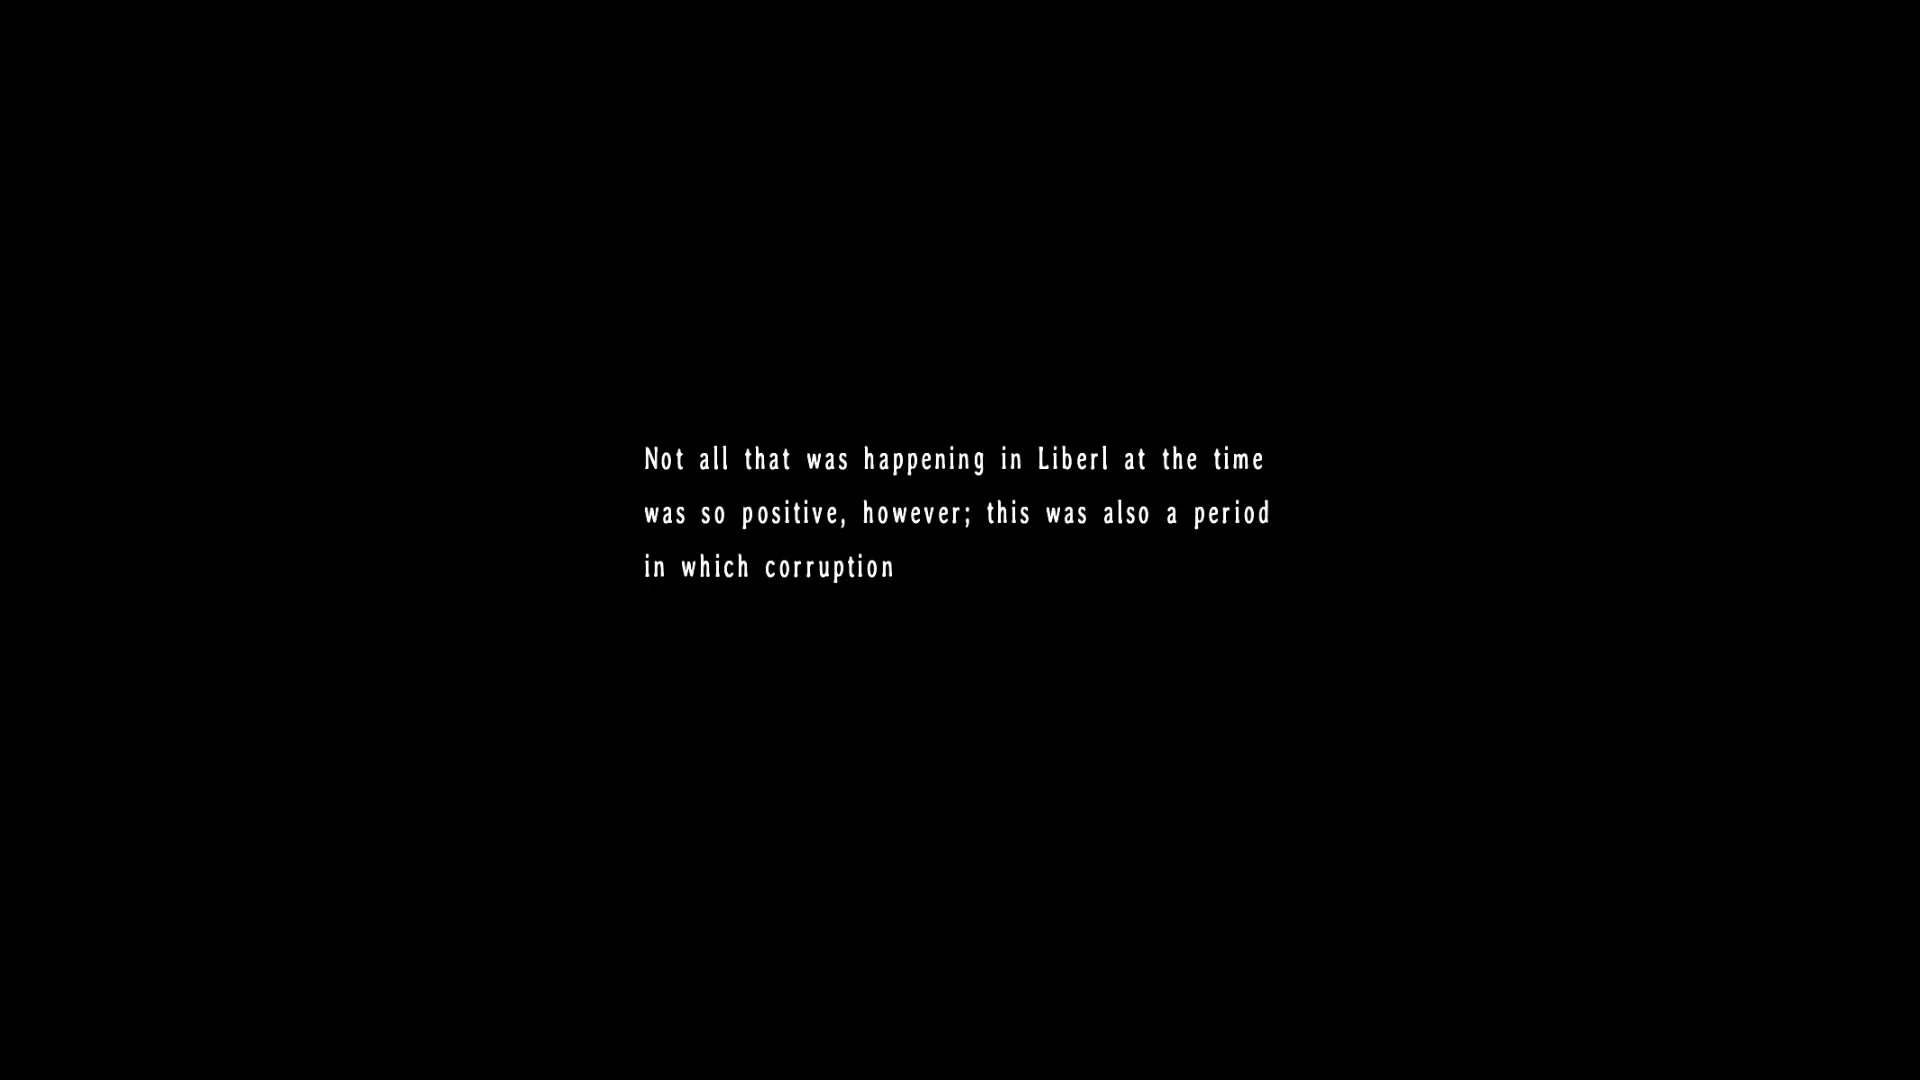 Not all that was happening in Liberl at the time
was so positive, however; this was also a period
in which corruption